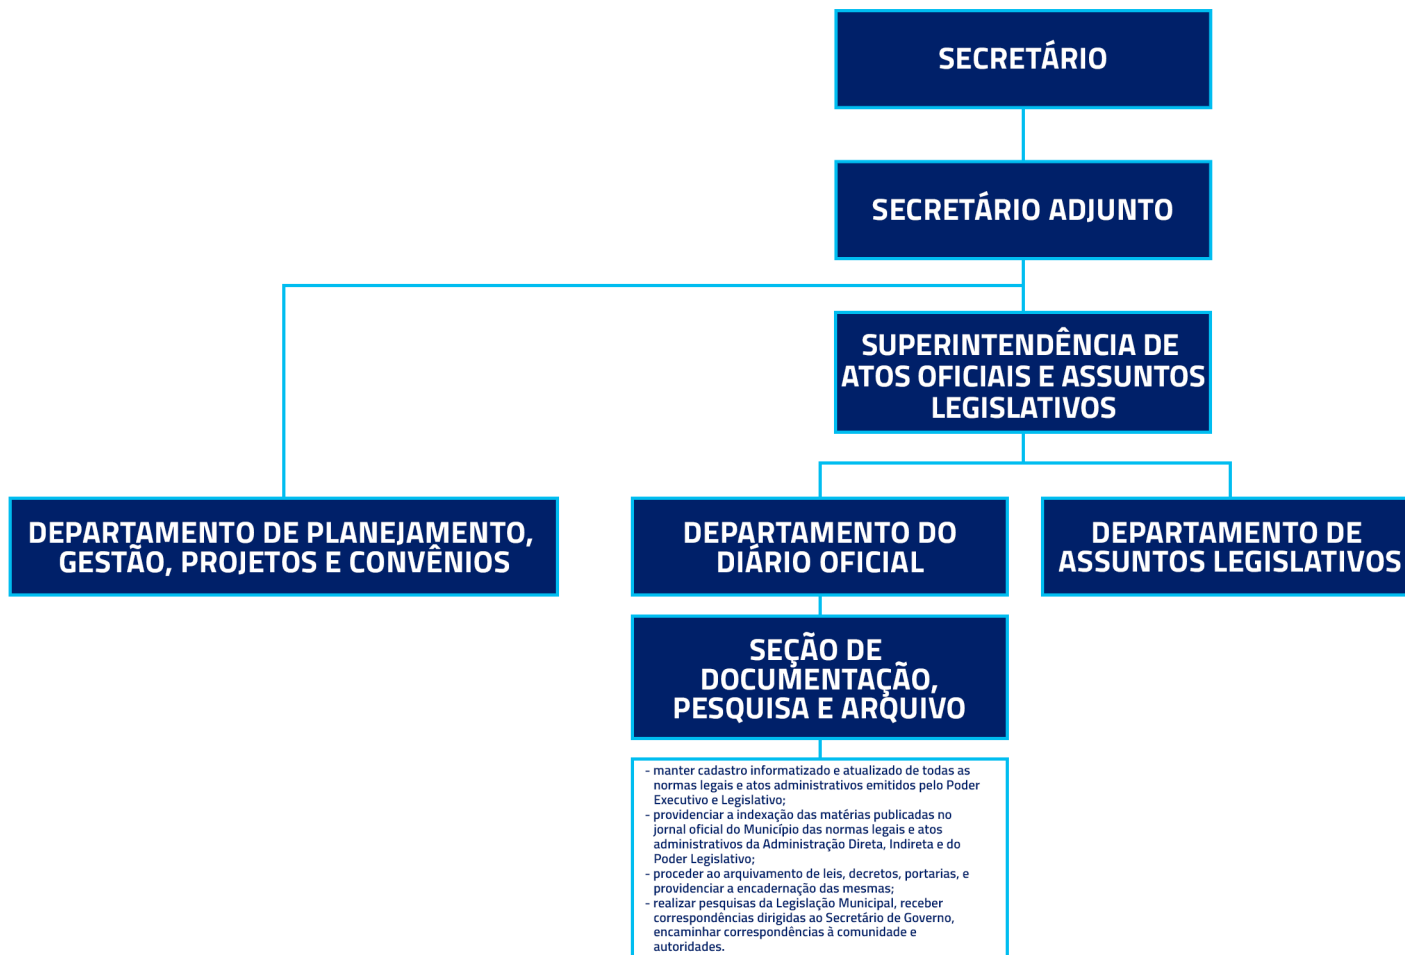 SECRETÁRIO
SECRETÁRIO ADJUNTO
SUPERINTENDÊNCIA DE
ATOS OFICIAIS E ASSUNTOS
LEGISLATIVOS
DEPARTAMENTO DE PLANEJAMENTO,
GESTÃO, PROJETOS E CONVÊNIOS
DEPARTAMENTO DO
DIÁRIO OFICIAL
DEPARTAMENTO DE
ASSUNTOS LEGISLATIVOS
SEÇÃO DE
DOCUMENTAÇÃO,
PESQUISA E ARQUIVO
- manter cadastro informatizado e atualizado de todas as
normas legais e atos administrativos emitidos pelo Poder
Executivo e Legislativo;
- providenciar a indexação das matérias publicadas no
jornal oficial do Município das normas legais e atos
administrativos da Administração Direta, Indireta e do
Poder Legislativo;
- proceder ao arquivamento de leis, decretos, portarias, e
providenciar a encadernação das mesmas;
- realizar pesquisas da Legislação Municipal, receber
correspondências dirigidas ao Secretário de Governo,
encaminhar correspondências à comunidade e
autoridades.